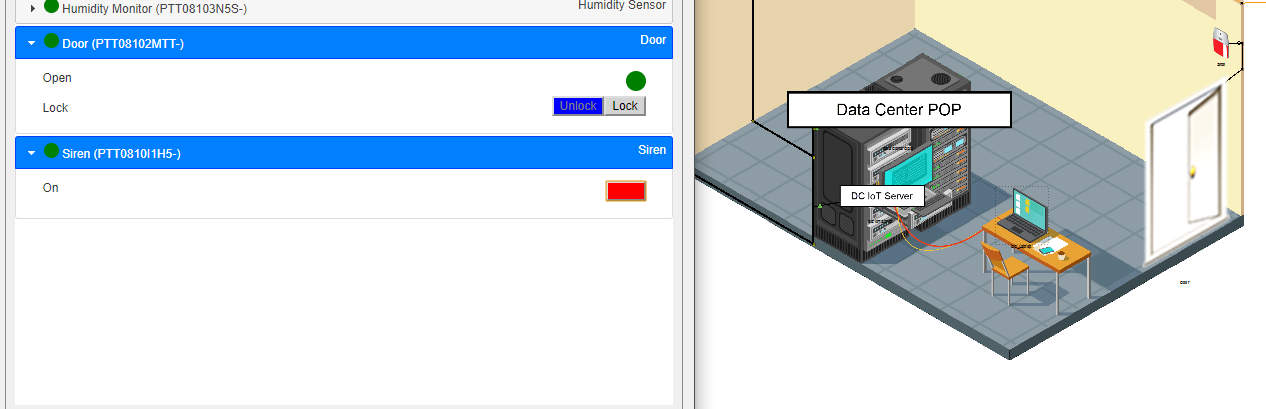 Humidity Monitor (PTT08103N5S-)
Humidity Sensor
Door (PTT08102MTT-)
Door
Open
Lock
Unlock
Lock
Siren (PTT0810I1H5-)
Siren
On
Data Center POP
DC IoT Server